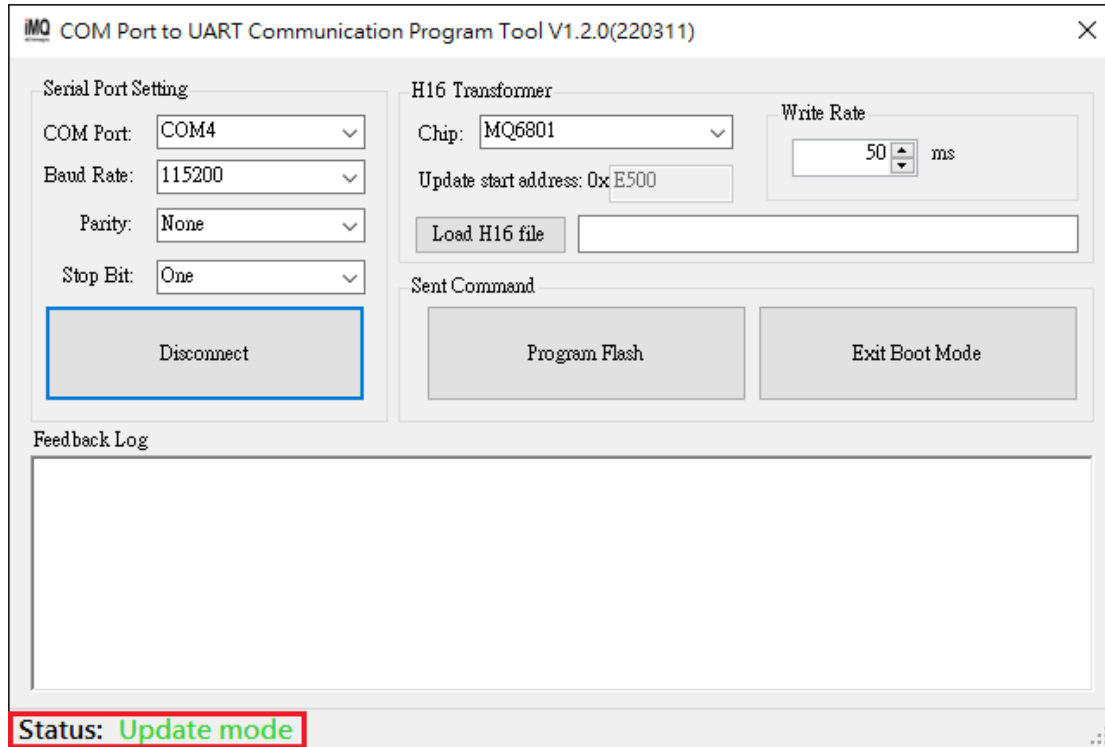 iMQ COM Port to UART Communication Program Tool V1.2.0(220311)
Serial Port Setting
COM Port: COM4
Baud Rate: 115200
Parity: None
Stop Bit: One
Disconnect
H16 Transformer
Chip: MQ6801
Update start address: 0x E500
Write Rate
50 ms
Load H16 file
Sent Command
Program Flash
Exit Boot Mode
Feedback Log
Status: Update mode